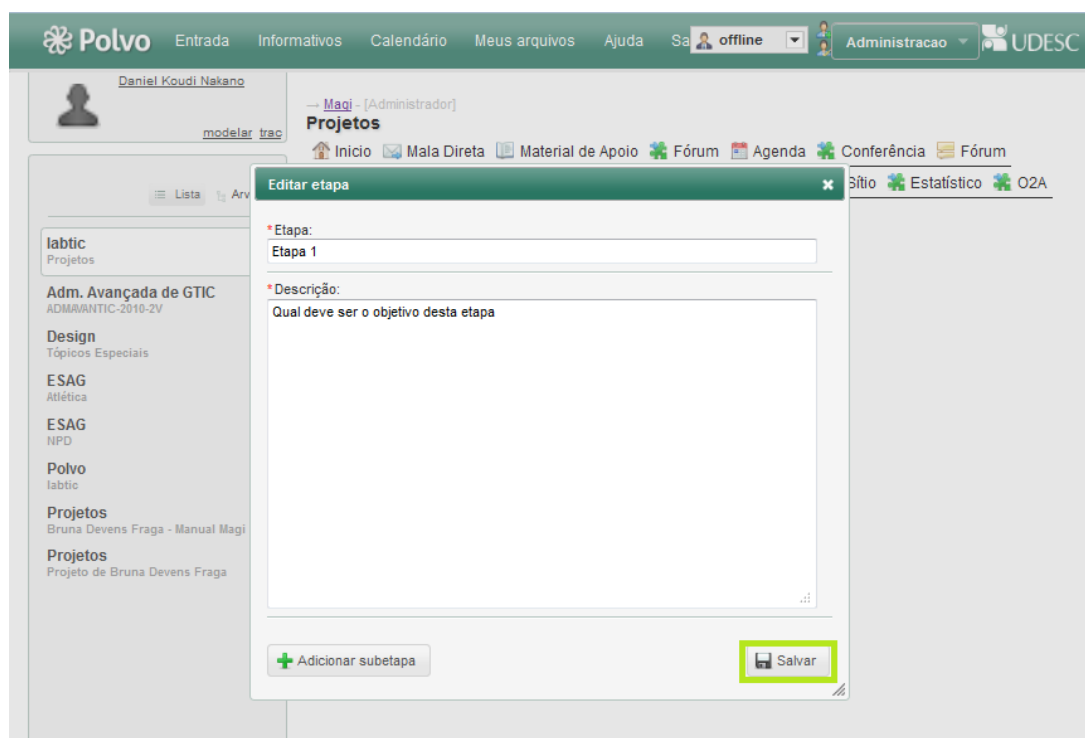 Polvo Entrada Informativos Calendário Meus arquivos Ajuda Sa offline Administracao UDESC
Daniel Koudi Nakano
modelar trac
→ Magi - [Administrador]
Projetos
Inicio Mala Direta Material de Apoio Fórum Agenda Conferência Fórum
Sítio Estatístico O2A
Lista Arv
labtic
Projetos
Adm. Avançada de GTIC
ADMAVANTIC-2010-2V
Design
Tópicos Especiais
ESAG
Atlética
ESAG
NPD
Polvo
labtic
Projetos
Bruna Devens Fraga - Manual Magi
Projetos
Projeto de Bruna Devens Fraga
Editar etapa
*Etapa:
Etapa 1
*Descrição:
Qual deve ser o objetivo desta etapa
Adicionar subetapa
Salvar